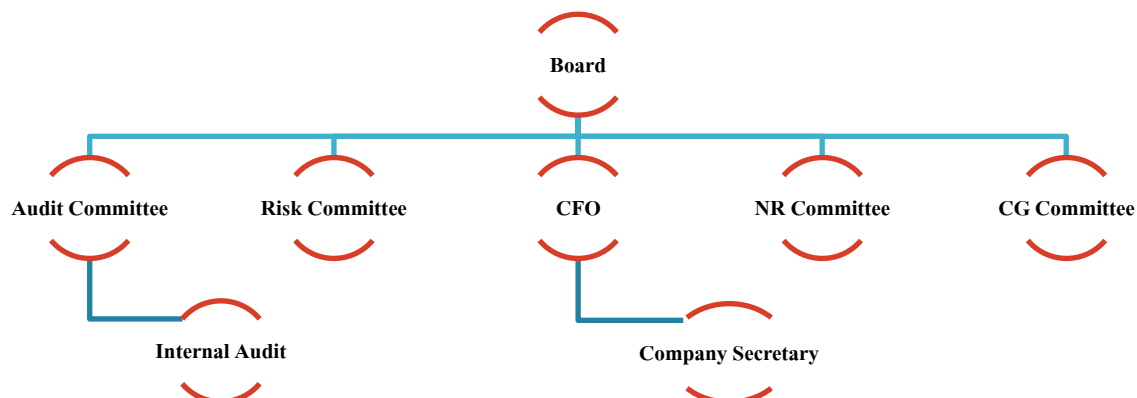 Board
Audit Committee
Risk Committee
CFO
NR Committee
CG Committee
Internal Audit
Company Secretary